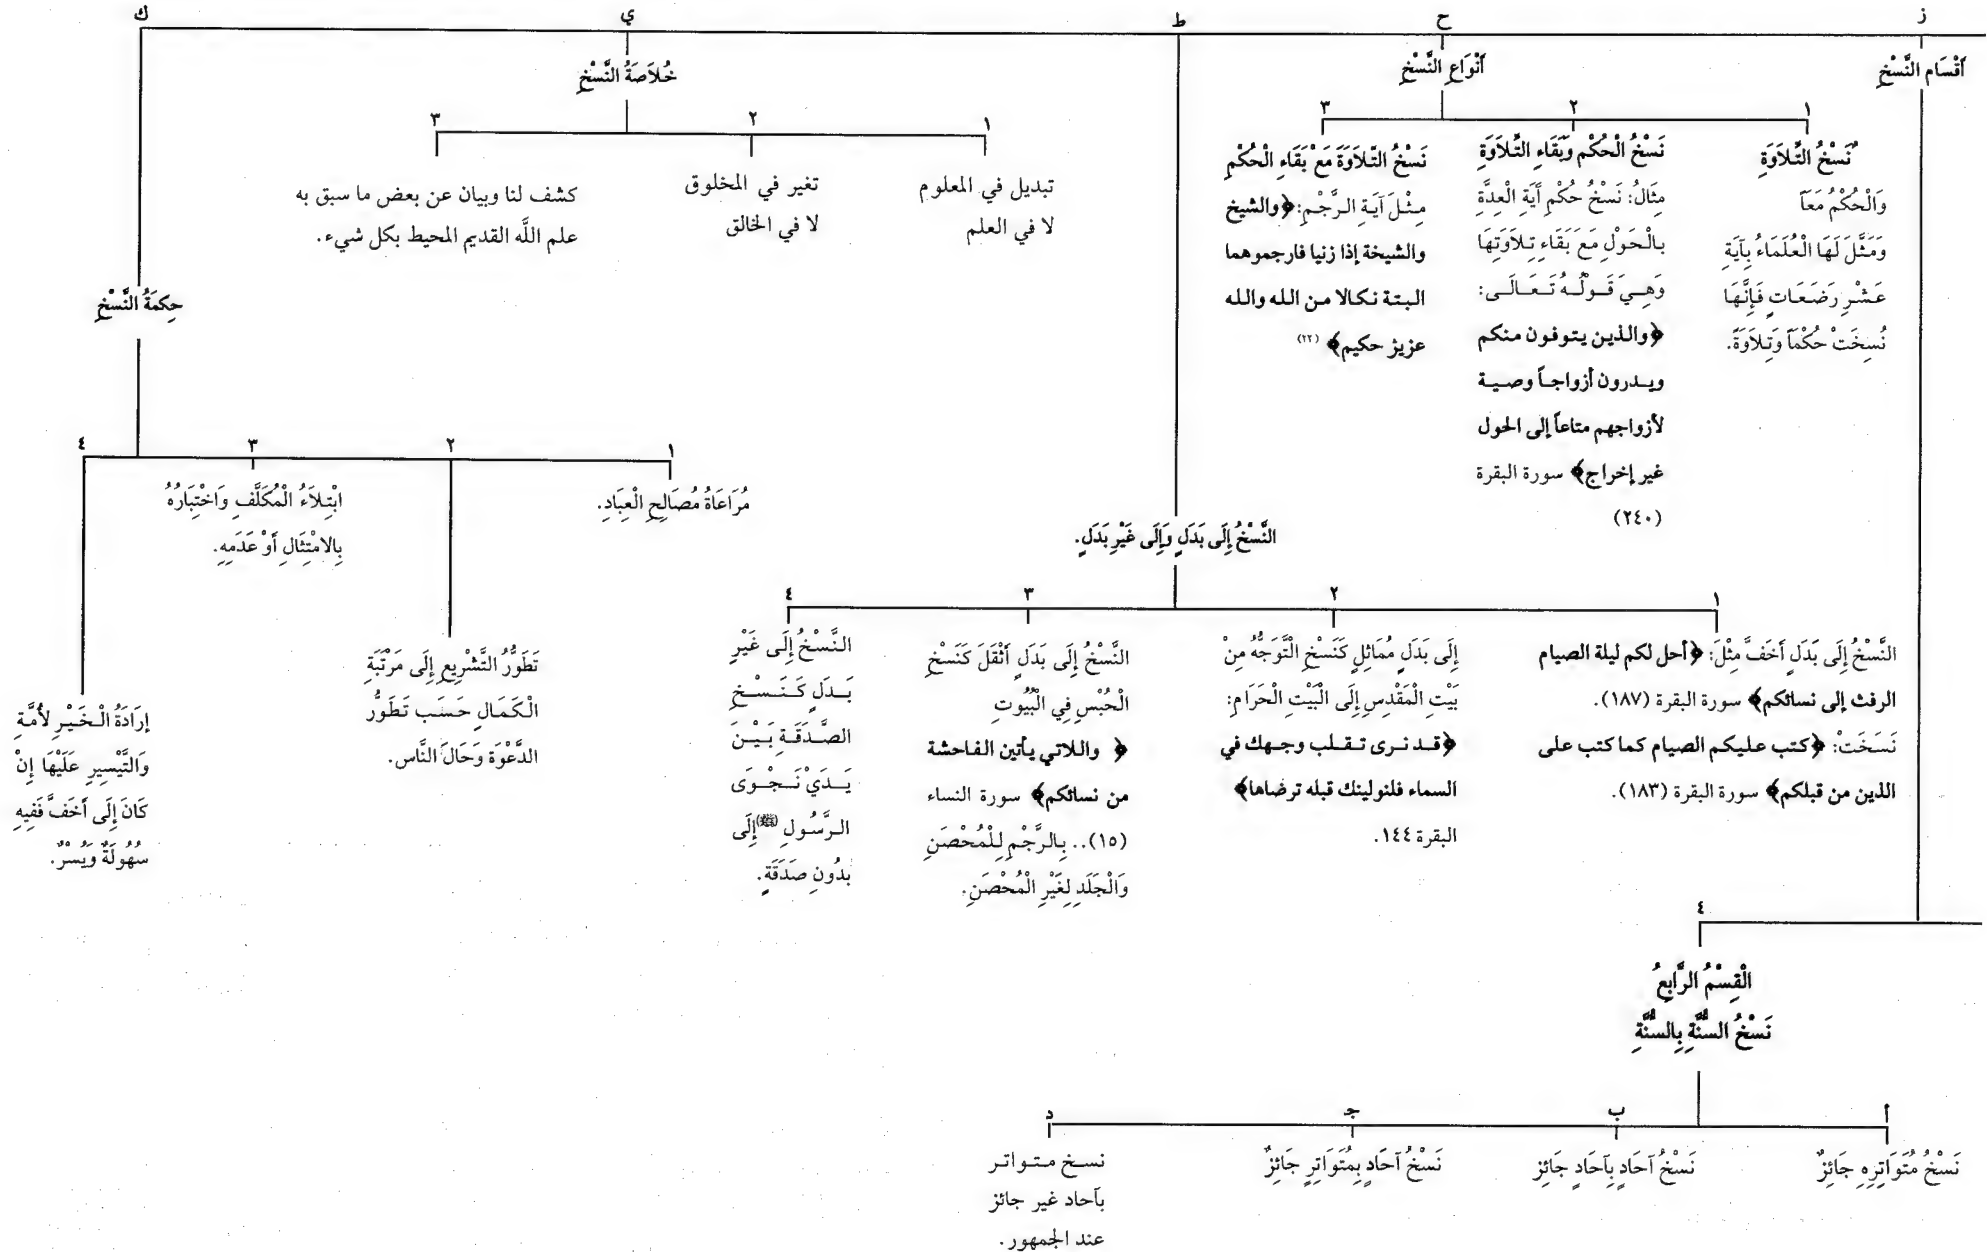 ز
أَقْسَام النَّسْخِ
٤
الْقِسْمُ الرَّابِعُ
نَسْخُ السُّنَّةِ بِالسُّنَّةِ
أ
نَسْخُ مُتَوَاتِرِهِ جَائِزٌ
ب
نَسْخُ آحَادٍ بِآحَادٍ جَائِز
جـ
نَسْخُ آحَادٍ بِمُتَوَاتِرٍ جَائِزٌ
د
نسخ متواتر
بآحاد غير جائز
عند الجمهور.
ح
أَنْوَاع النَّسْخِ
١
نَسْخُ التِّلَاوَةِ
وَالْحُكْمُ مَعَاً
وَمَثَّلَ لَهَا الْعُلَمَاءُ بِآيَةِ
عَشْرِ رَضَعَاتٍ فَإِنَّهَا
نُسِخَتْ حُكْمَاً وَتِلَاوَةً.
٢
نَسْخُ الْحُكْمِ وَبَقَاءِ التِّلَاوَةِ
مِثَالُ: نَسْخُ حُكْمِ أَيَةِ الْعِدَّةِ
بالْحَوْلِ مَعَ بَقَاءِ تِلَاوَتِهَا
وَهِيَ قَوْلُهُ تَعَالَى:
﴿والذين يتوفون منكم
ويدرون أزواجاً وصية
لأزواجهم متاعاً إلى الحول
غير إخراج﴾ سورة البقرة
(٢٤٠)
٣
نَسْخُ التِّلَاوَةَ مَعْ بَقَاءِ الْحُكْمِ
مِثْلَ آيَةِ الرَّجْمِ: ﴿والشيخ
والشيخة إذا زنيا فارجموهما
البتة نكالا من الله والله
عزيز حكيم﴾ (٢٢)
ط
النَّسْخُ إِلَى بَدَلٍ وَإِلَى غَيْرِ بَدَلٍ.
١
النَّسْخُ إِلَى بَدَلٍ أَخَفَّ مِثْلَ: ﴿أحل لكم ليلة الصيام
الرفث إلى نسائكم﴾ سورة البقرة (١٨٧).
نَسَخَتْ: ﴿كتب عليكم الصيام كما كتب على
الذين من قبلكم﴾ سورة البقرة (١٨٣).
٢
إِلَى بَدَلٍ مُمَاثِلٍ كَنَسْخِ الْتَّوَجُّهُ مِنْ
بَيْت الْمَقْدِسِ إِلَى الْبَيْتِ الْحَرَامِ:
﴿قد نرى تقلب وجهك في
السماء فلنولينك قبله ترضاها﴾
البقرة ١٤٤.
٣
النَّسْخُ إِلَى بَدَلٍ أَثْقَلَ كَنَسْخِ
الْحُبْسِ فِي الْبُيُوتِ
﴿ واللاتي يأتين الفاحشة
من نسائكم﴾ سورة النساء
(١٥).. بِالرَّجْمِ لِلْمُحْصَنِ
وَالْجَلَدِ لِغَيْرِ الْمُحْصَنِ.
٤
النَّسْخُ إِلَى غَيْرِ
بَدَلٍ كَنَسْخِ
الصَّدَقَةِ بَيْنَ
يَدَيْ نَجْوَى
الرَّسُولِ (ﷺ) إِلَى
بدُونِ صَدَقَةٍ.
ي
خُلَاصَةُ النَّسْخِ
١
تبديل في المعلوم
لا في العلم
٢
تغير في المخلوق
لا في الخالق
٣
كشف لنا وبيان عن بعض ما سبق به
علم اللَّه القديم المحيط بكل شيء.
ك
حِكمَةُ النَّسْخِ
١
مُرَاعَاةُ مُصَالِحِ الْعِبَادِ.
٢
تَطَوُّرُ التَّشْرِيعِ إِلَى مَرْتَبَةِ
الْكَمَالِ حَسَب تَطَوُّر
الدَّعْوَة وَحَالَ النَّاس.
٣
ابْتِلَاءُ الْمُكَلَّفِ وَاخْتِبَارُهُ
بِالامْتِثَالِ أَوْ عَدَمِهِ.
٤
إرَادَةُ الْخَيْرِ لأُمَّةِ
وَالتَّيْسِيرِ عَلَيْهَا إِنْ
كَانَ إِلَى أَخَفَّ فَفِيهِ
سُهُولَةٌ وَيُسْرٌ.